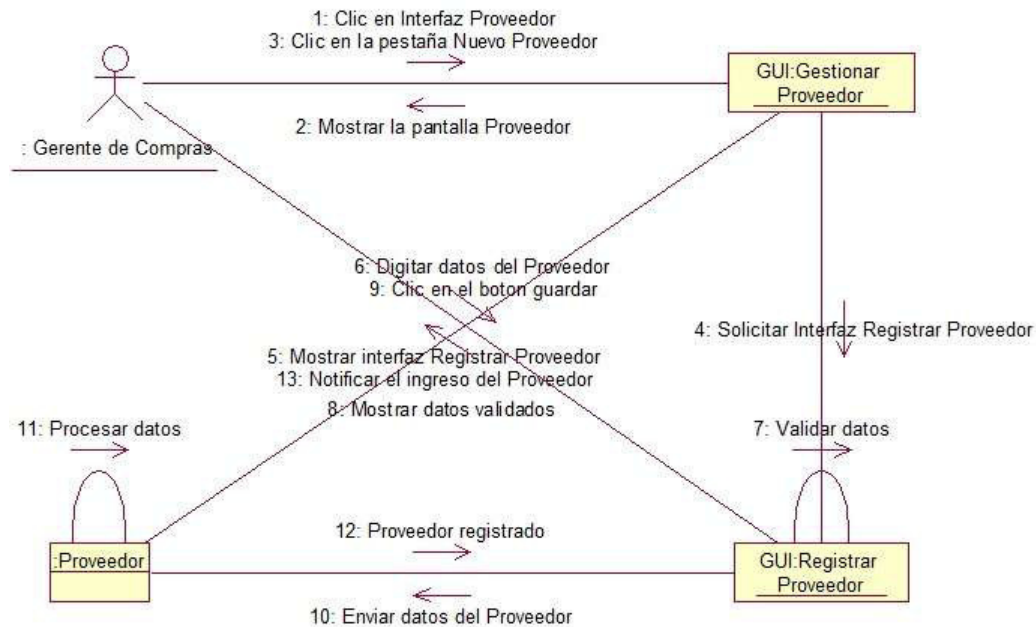 1: Clic en Interfaz Proveedor
3: Clic en la pestaña Nuevo Proveedor
GUI:Gestionar
Proveedor
2: Mostrar la pantalla Proveedor
: Gerente de Compras
6: Digitar datos del Proveedor
9: Clic en el boton guardar
4: Solicitar Interfaz Registrar Proveedor
5: Mostrar interfaz Registrar Proveedor
13: Notificar el ingreso del Proveedor
8: Mostrar datos validados
11: Procesar datos
7: Validar datos
12: Proveedor registrado
:Proveedor
GUI:Registrar
Proveedor
10: Enviar datos del Proveedor